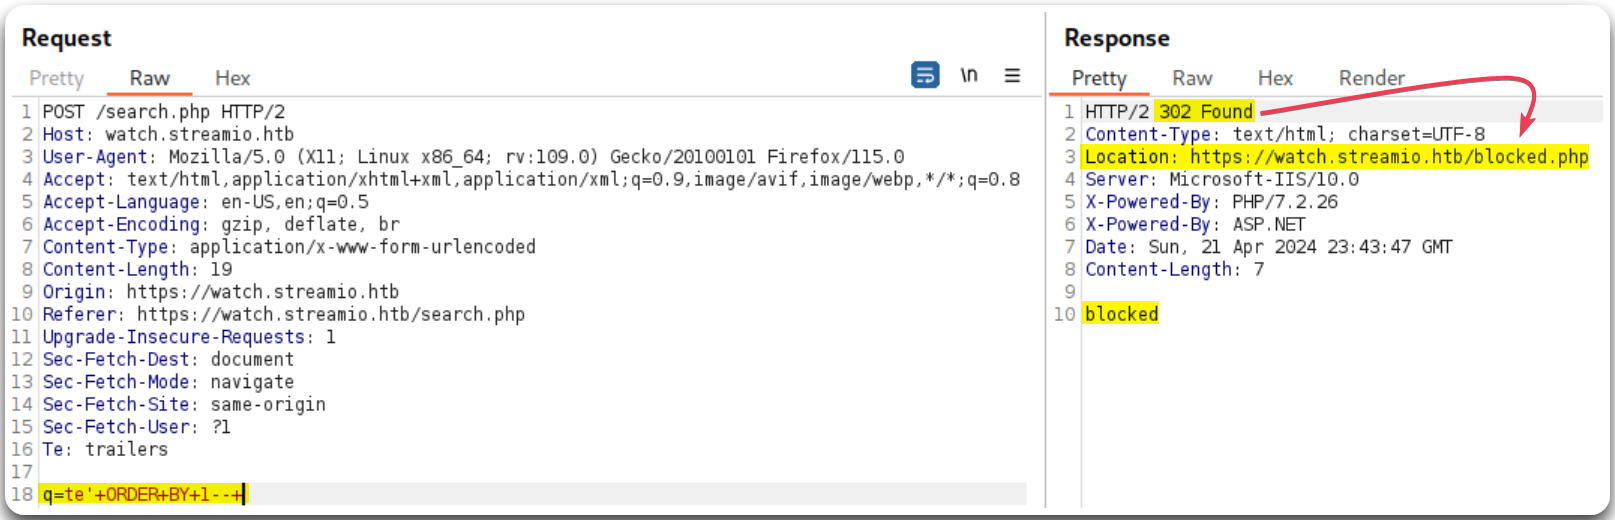 Request
Pretty Raw Hex \n
1 POST /search.php HTTP/2
2 Host: watch.streamio.htb
3 User-Agent: Mozilla/5.0 (X11; Linux x86_64; rv:109.0) Gecko/20100101 Firefox/115.0
4 Accept: text/html,application/xhtml+xml,application/xml;q=0.9,image/avif,image/webp,*/*;q=0.8
5 Accept-Language: en-US,en;q=0.5
6 Accept-Encoding: gzip, deflate, br
7 Content-Type: application/x-www-form-urlencoded
8 Content-Length: 19
9 Origin: https://watch.streamio.htb
10 Referer: https://watch.streamio.htb/search.php
11 Upgrade-Insecure-Requests: 1
12 Sec-Fetch-Dest: document
13 Sec-Fetch-Mode: navigate
14 Sec-Fetch-Site: same-origin
15 Sec-Fetch-User: ?1
16 Te: trailers
17
18 q=te'+ORDER+BY+1--+
Response
Pretty Raw Hex Render
1 HTTP/2 302 Found
2 Content-Type: text/html; charset=UTF-8
3 Location: https://watch.streamio.htb/blocked.php
4 Server: Microsoft-IIS/10.0
5 X-Powered-By: PHP/7.2.26
6 X-Powered-By: ASP.NET
7 Date: Sun, 21 Apr 2024 23:43:47 GMT
8 Content-Length: 7
9
10 blocked